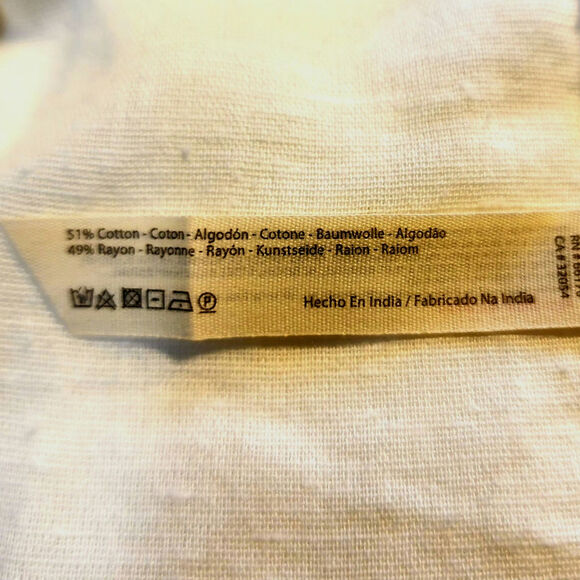 51% Cotton - Coton - Algodón - Cotone - Baumwolle - Algodão
49% Rayon - Rayonne - Rayón - Kunstseide - Raion - Raiom
Hecho En India / Fabricado Na India
RN #
CA # 32054